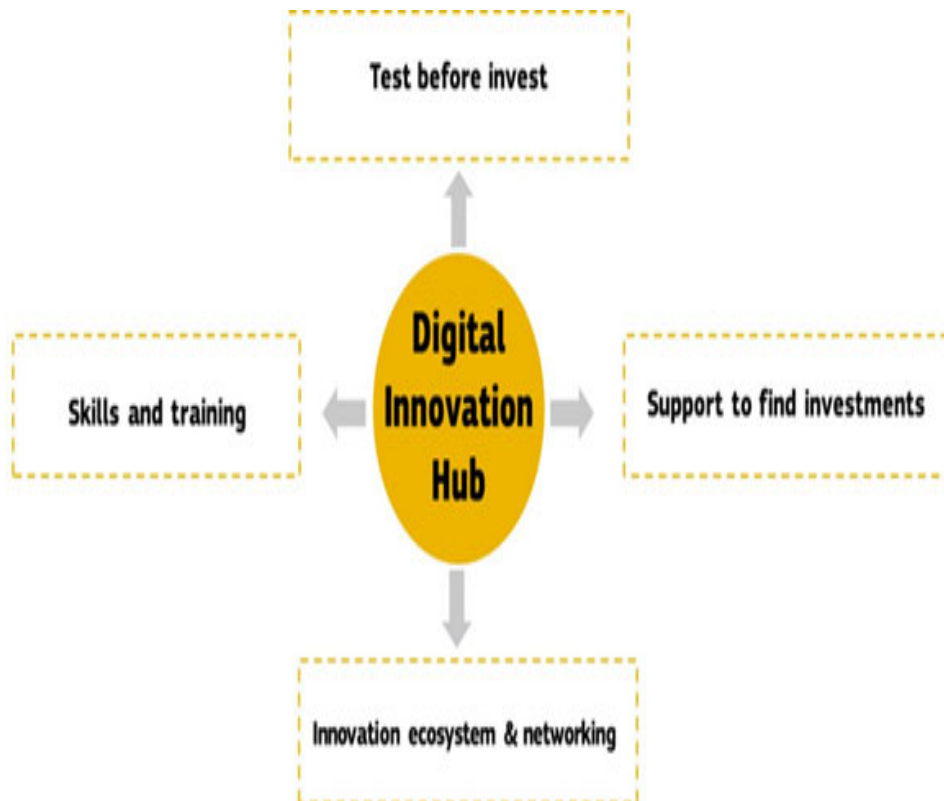 Test before invest
Digital
Innovation
Hub
Skills and training
Support to find investments
Innovation ecosystem & networking